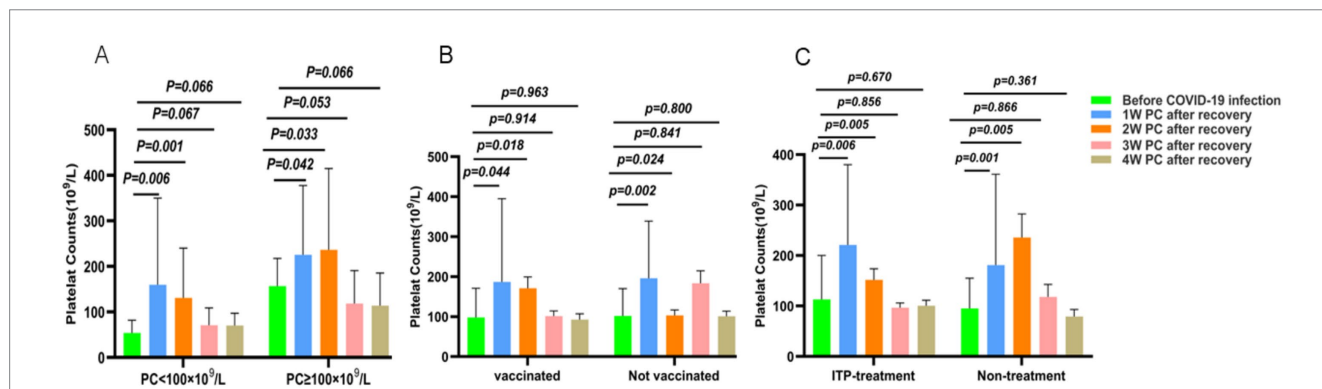 A
P=0.066
P=0.067
P=0.001
P=0.006
P=0.066
P=0.053
P=0.033
P=0.042
Platelat Counts(10⁹/L)
500
400
300
200
100
0
PC<100×10⁹/L
PC≥100×10⁹/L
B
p=0.963
p=0.914
p=0.018
p=0.044
p=0.800
p=0.841
p=0.024
p=0.002
Platelat Counts(10⁹/L)
500
400
300
200
100
0
vaccinated
Not vaccinated
C
p=0.670
p=0.856
p=0.005
p=0.006
p=0.361
p=0.866
p=0.005
p=0.001
Platelat Counts(10⁹/L)
400
300
200
100
0
ITP-treatment
Non-treatment
Before COVID-19 infection
1W PC after recovery
2W PC after recovery
3W PC after recovery
4W PC after recovery